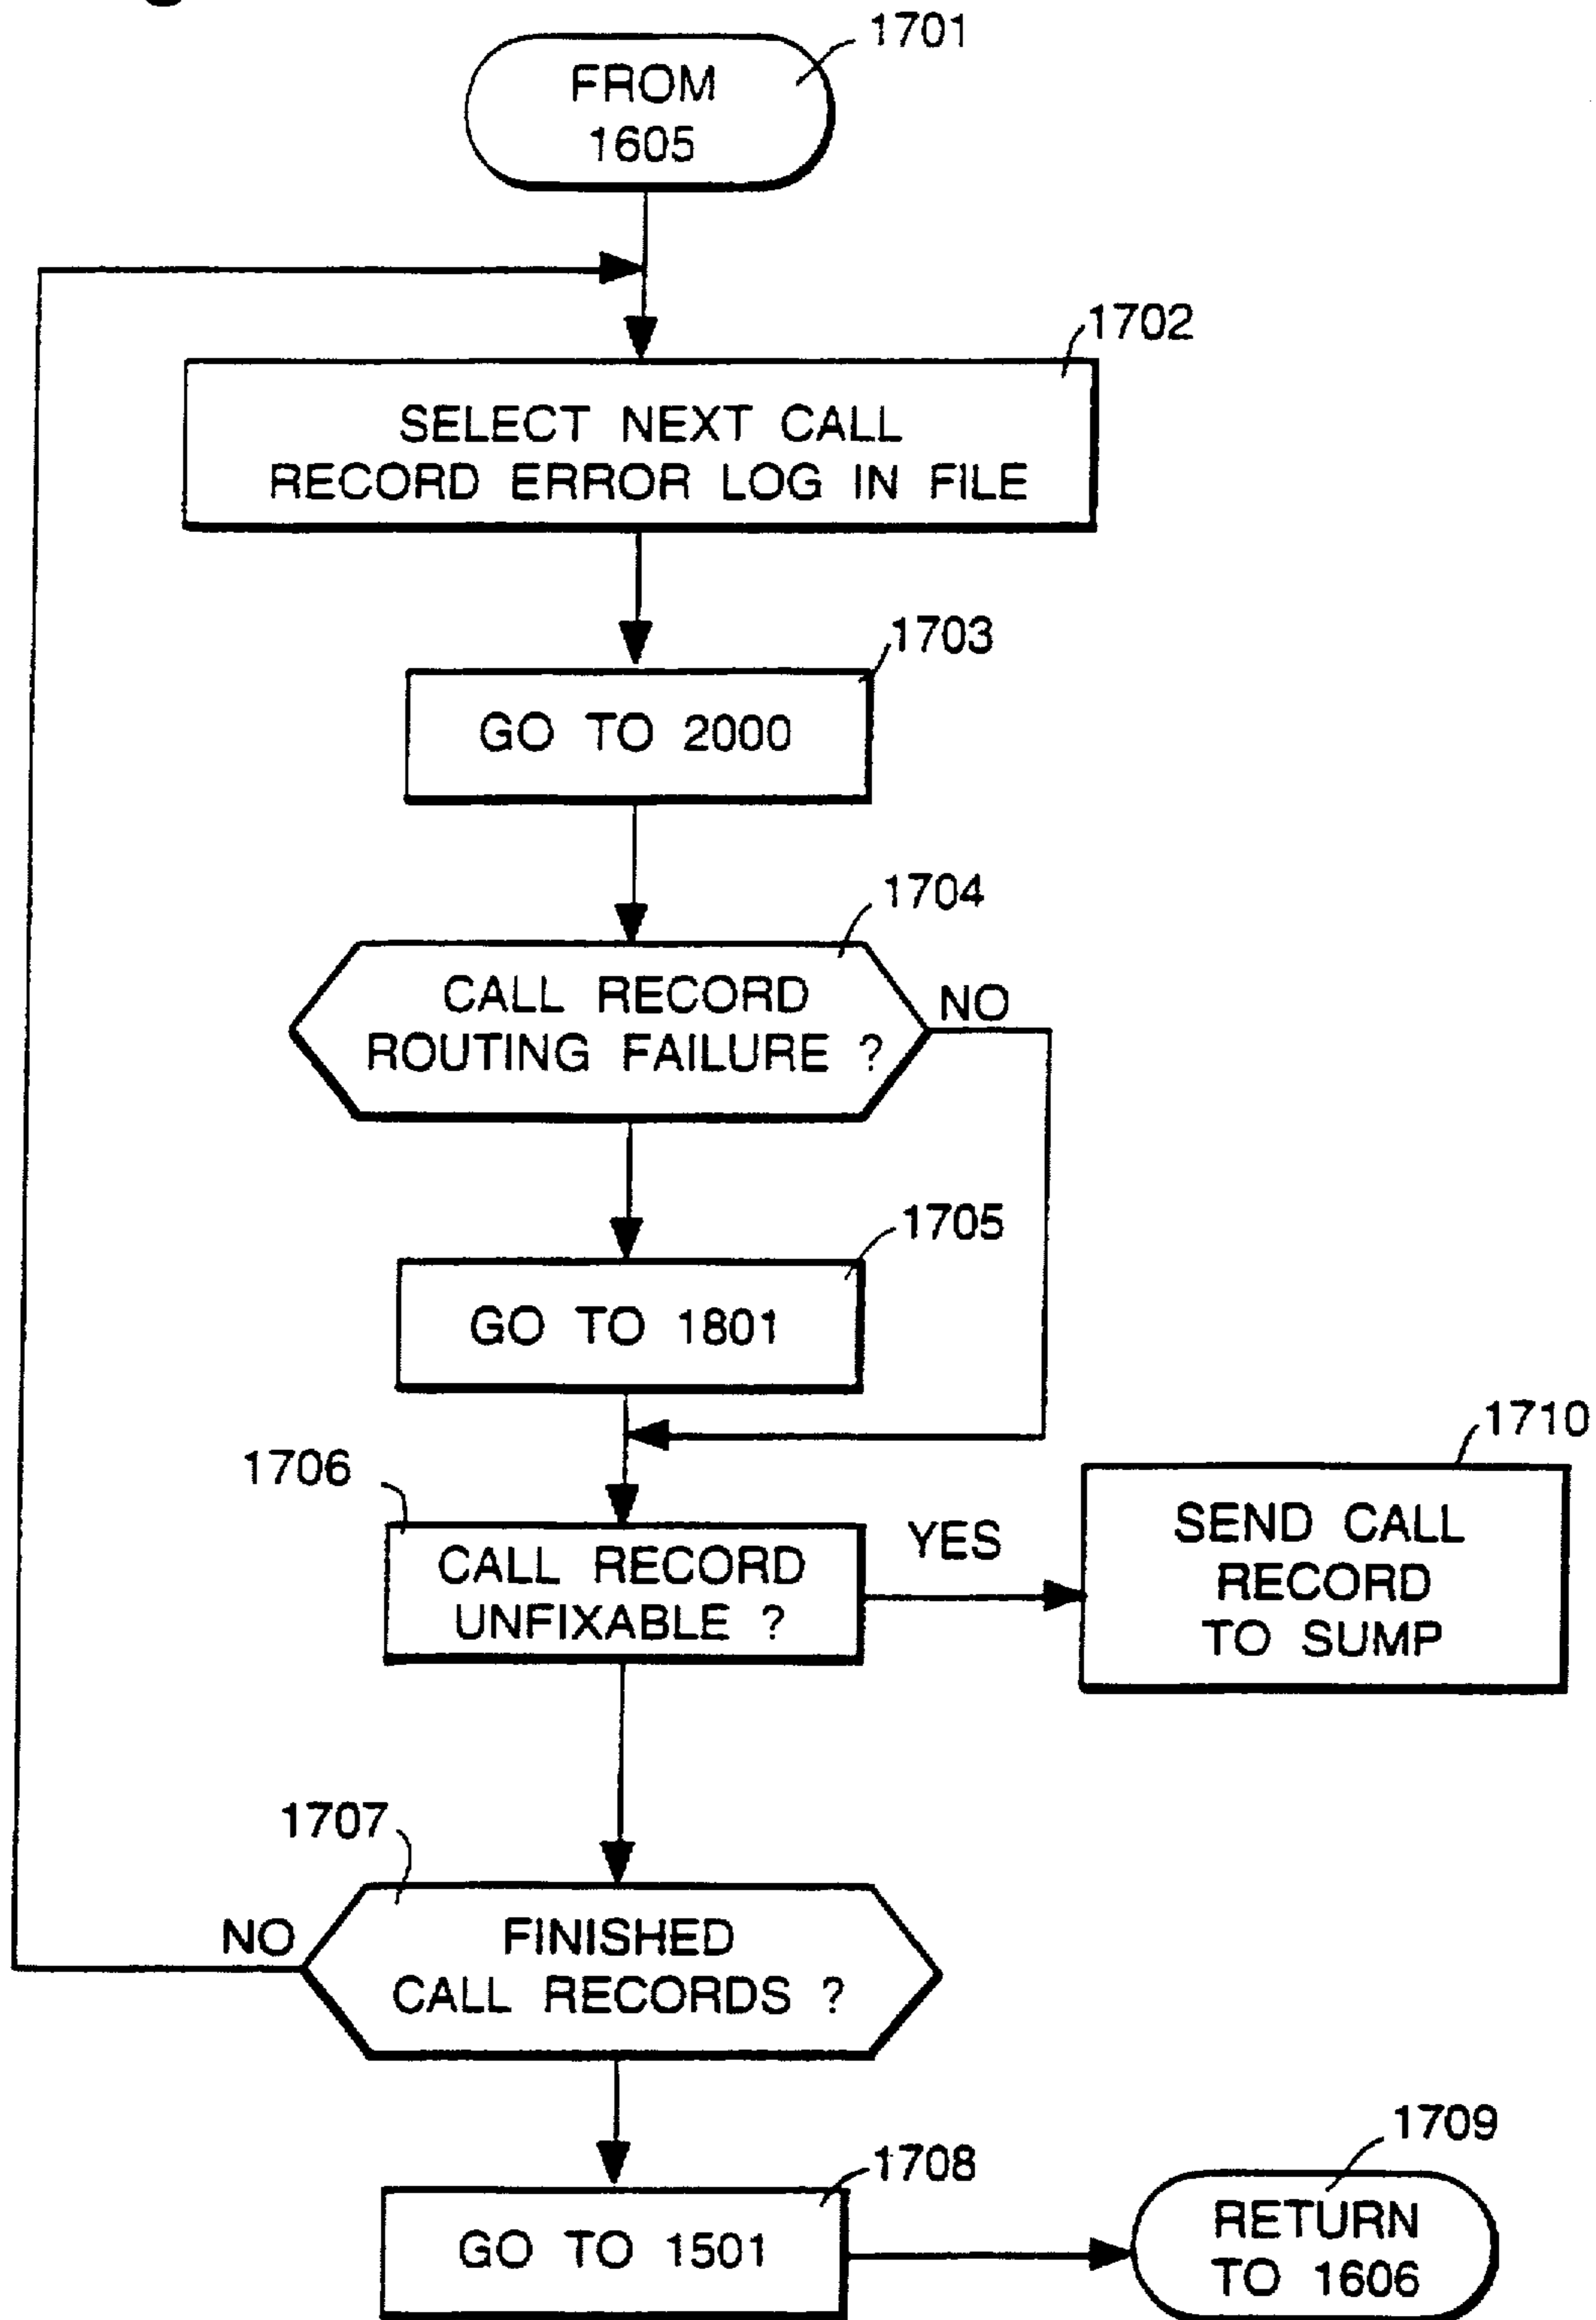 1701
FROM
1605
1702
SELECT NEXT CALL
RECORD ERROR LOG IN FILE
1703
GO TO 2000
1704
CALL RECORD
ROUTING FAILURE ?
NO
1705
GO TO 1801
1706
CALL RECORD
UNFIXABLE ?
YES
1710
SEND CALL
RECORD
TO SUMP
1707
NO
FINISHED
CALL RECORDS ?
1708
GO TO 1501
1709
RETURN
TO 1606